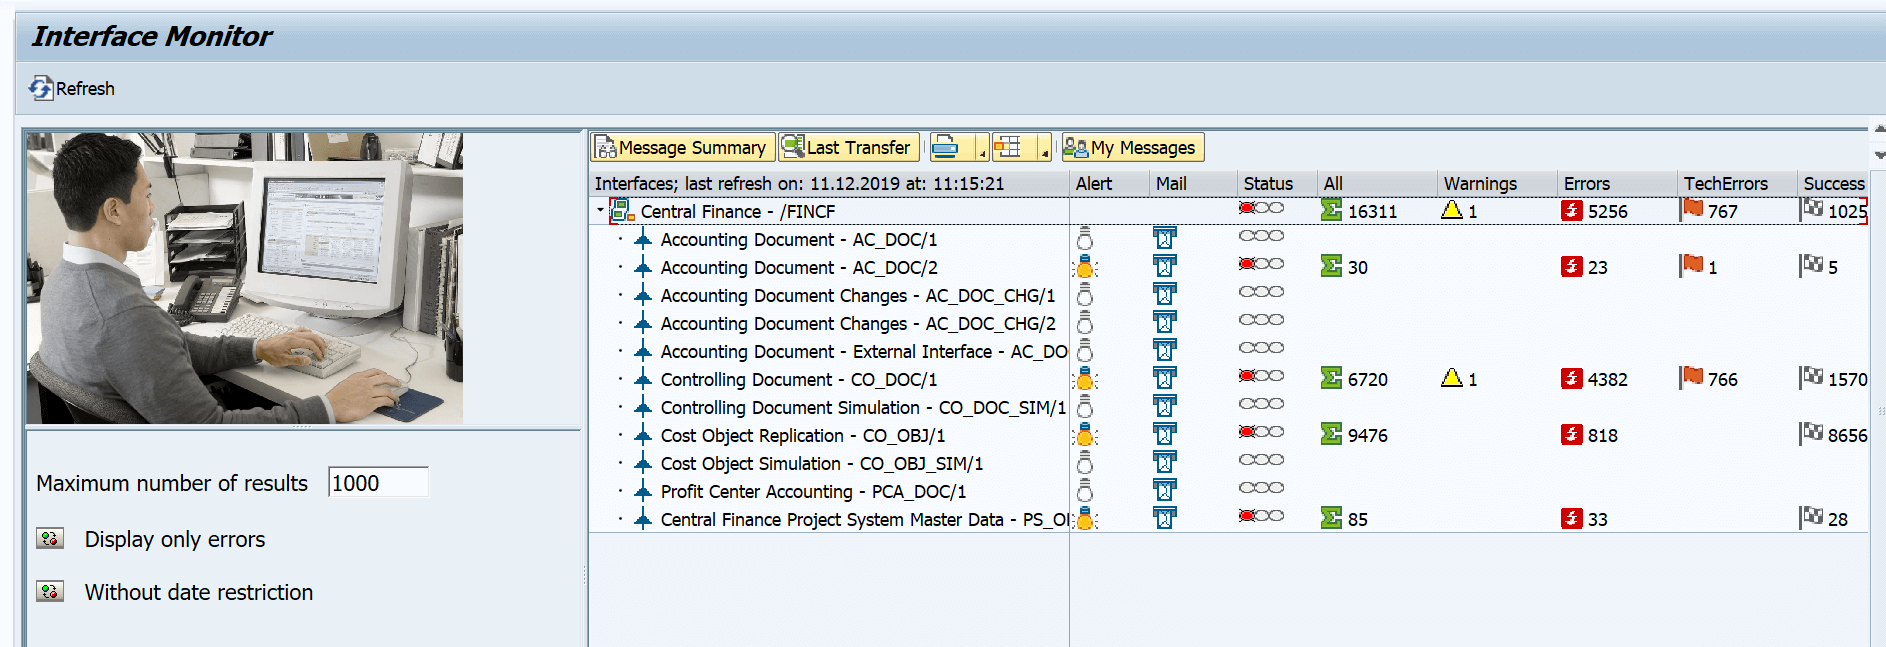 Interface Monitor
Refresh
Message Summary Last Transfer My Messages
Interfaces; last refresh on: 11.12.2019 at: 11:15:21 Alert Mail Status All Warnings Errors TechErrors Success
Central Finance - /FINCF 16311 1 5256 767 1025
Accounting Document - AC_DOC/1
Accounting Document - AC_DOC/2 30 23 1 5
Accounting Document Changes - AC_DOC_CHG/1
Accounting Document Changes - AC_DOC_CHG/2
Accounting Document - External Interface - AC_DO
Controlling Document - CO_DOC/1 6720 1 4382 766 1570
Controlling Document Simulation - CO_DOC_SIM/1
Cost Object Replication - CO_OBJ/1 9476 818 8656
Cost Object Simulation - CO_OBJ_SIM/1
Profit Center Accounting - PCA_DOC/1
Central Finance Project System Master Data - PS_O 85 33 28
Maximum number of results 1000
Display only errors
Without date restriction